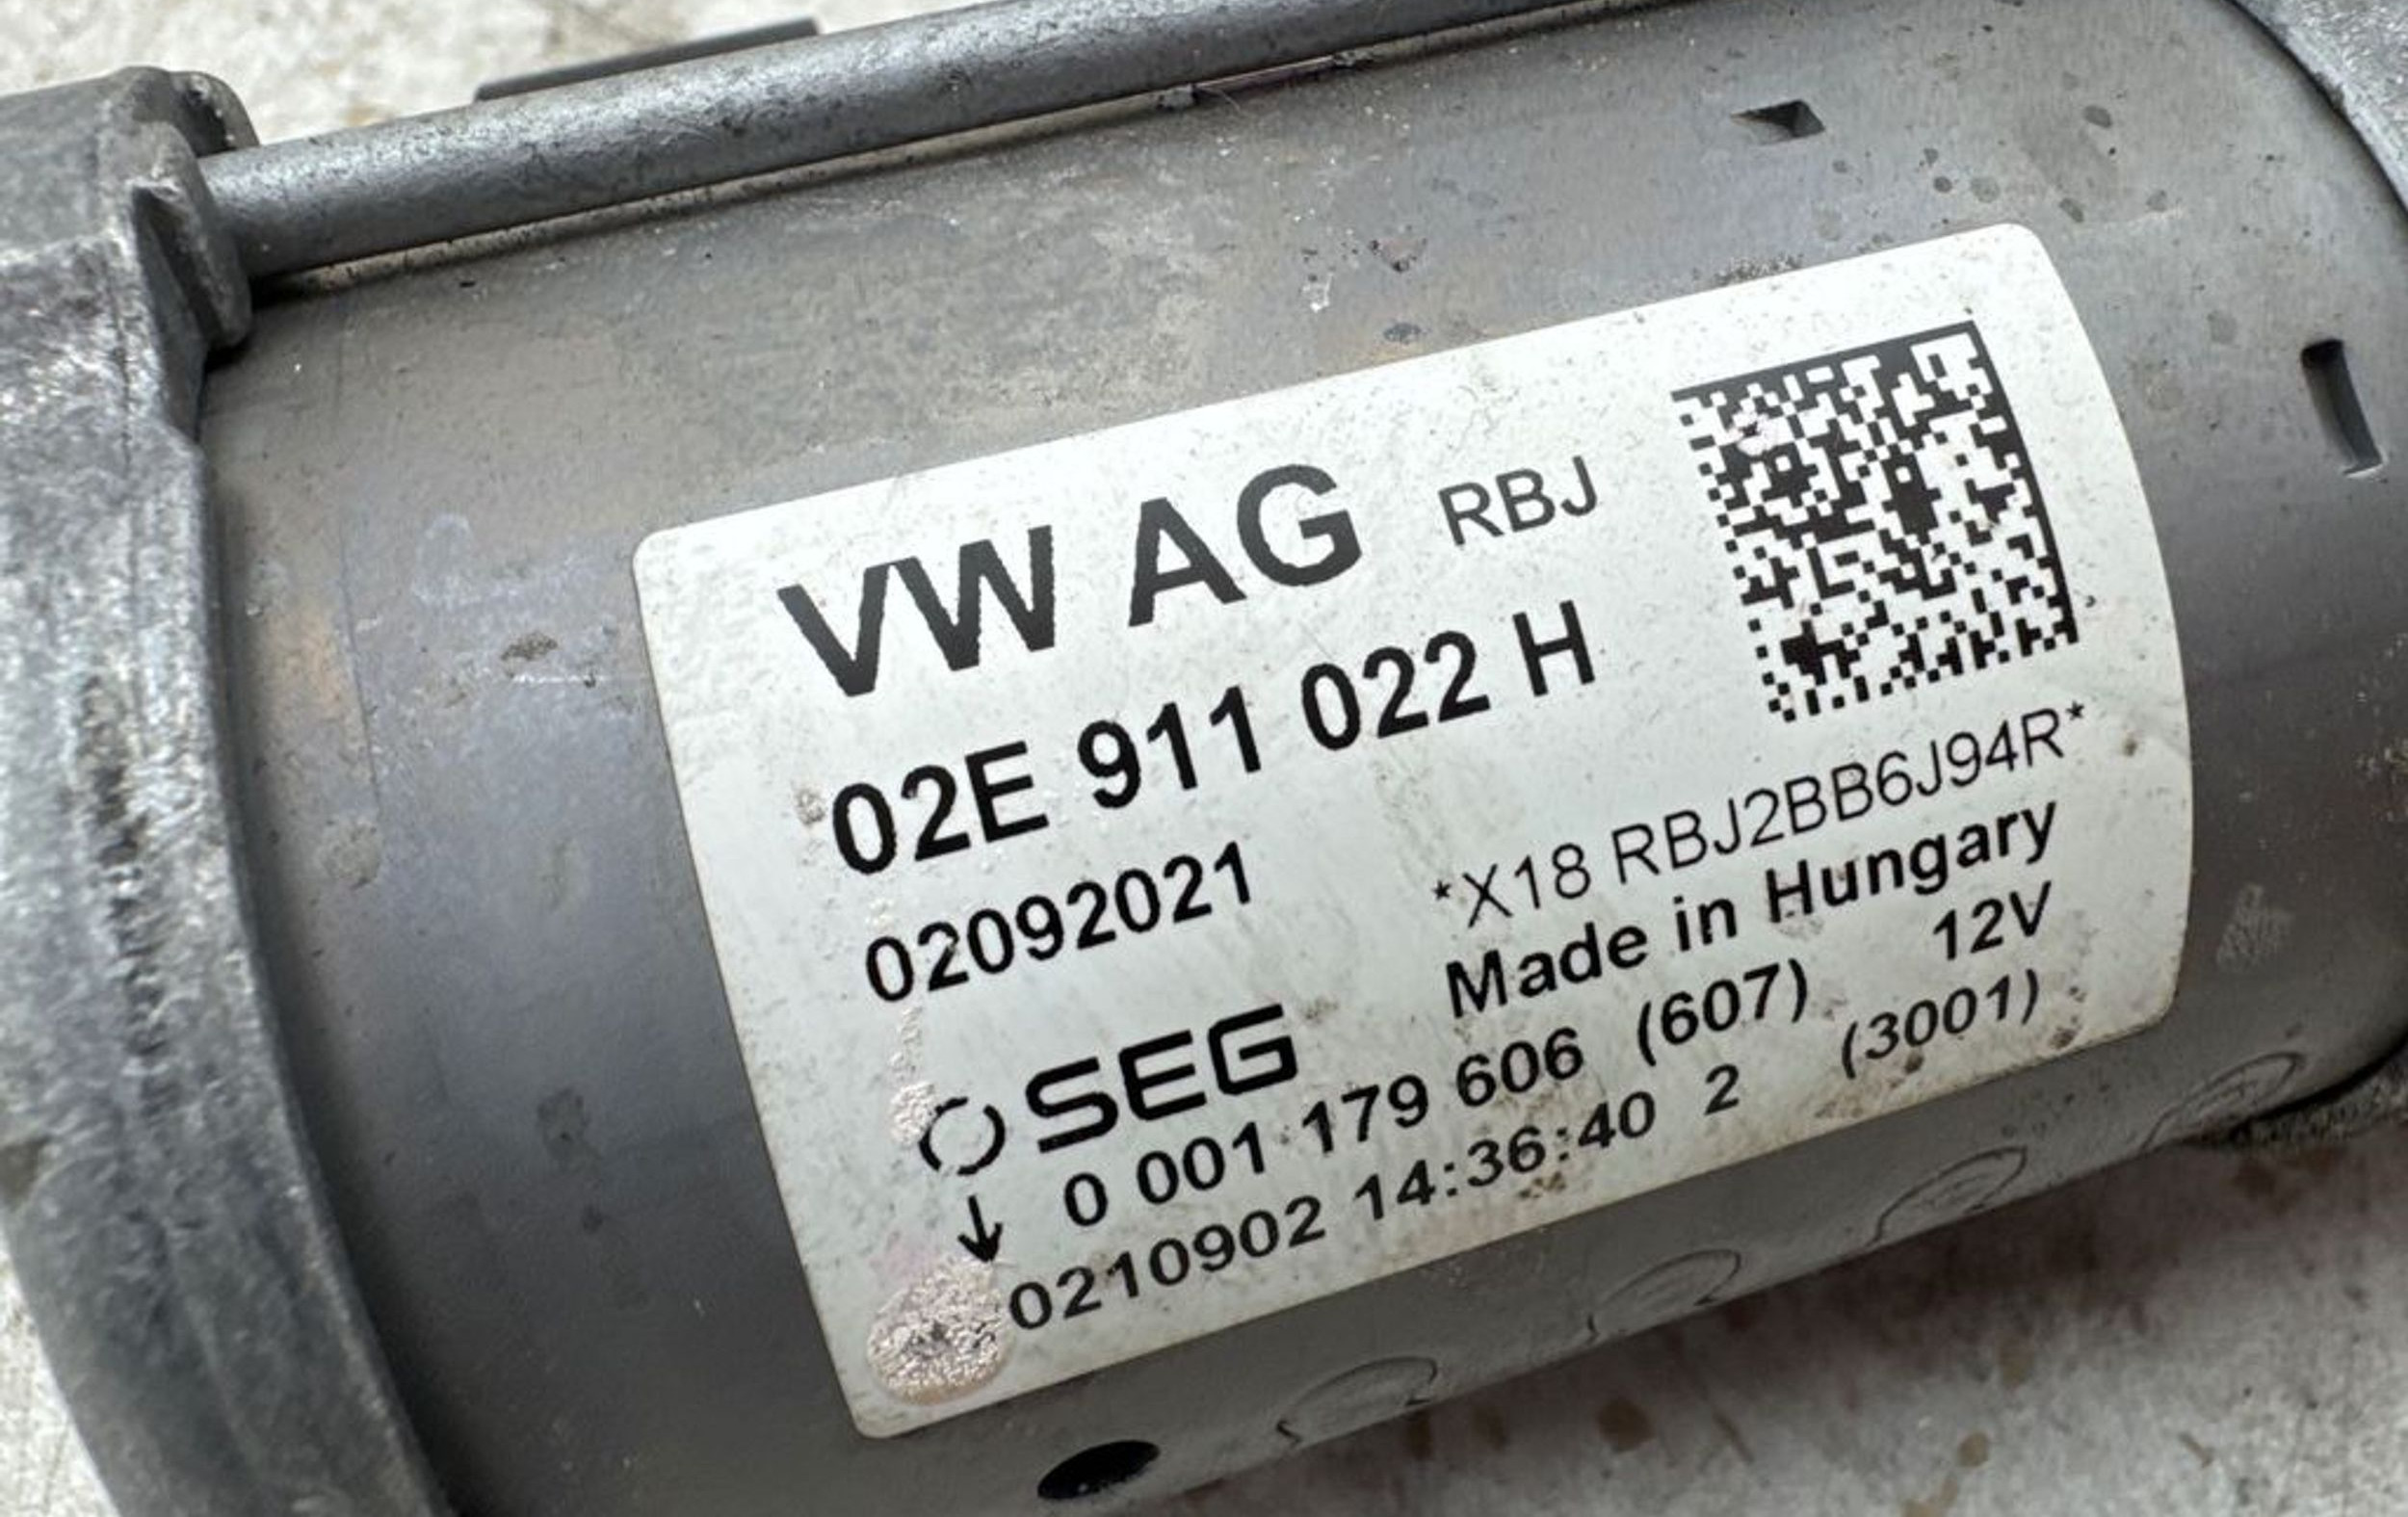 VW AG RBJ
02E 911 022 H
02092021
*X18 RBJ2BB6J94R*
Made in Hungary
SEG
12V
0 001 179 606 (607)
0210902 14:36:40 2 (3001)